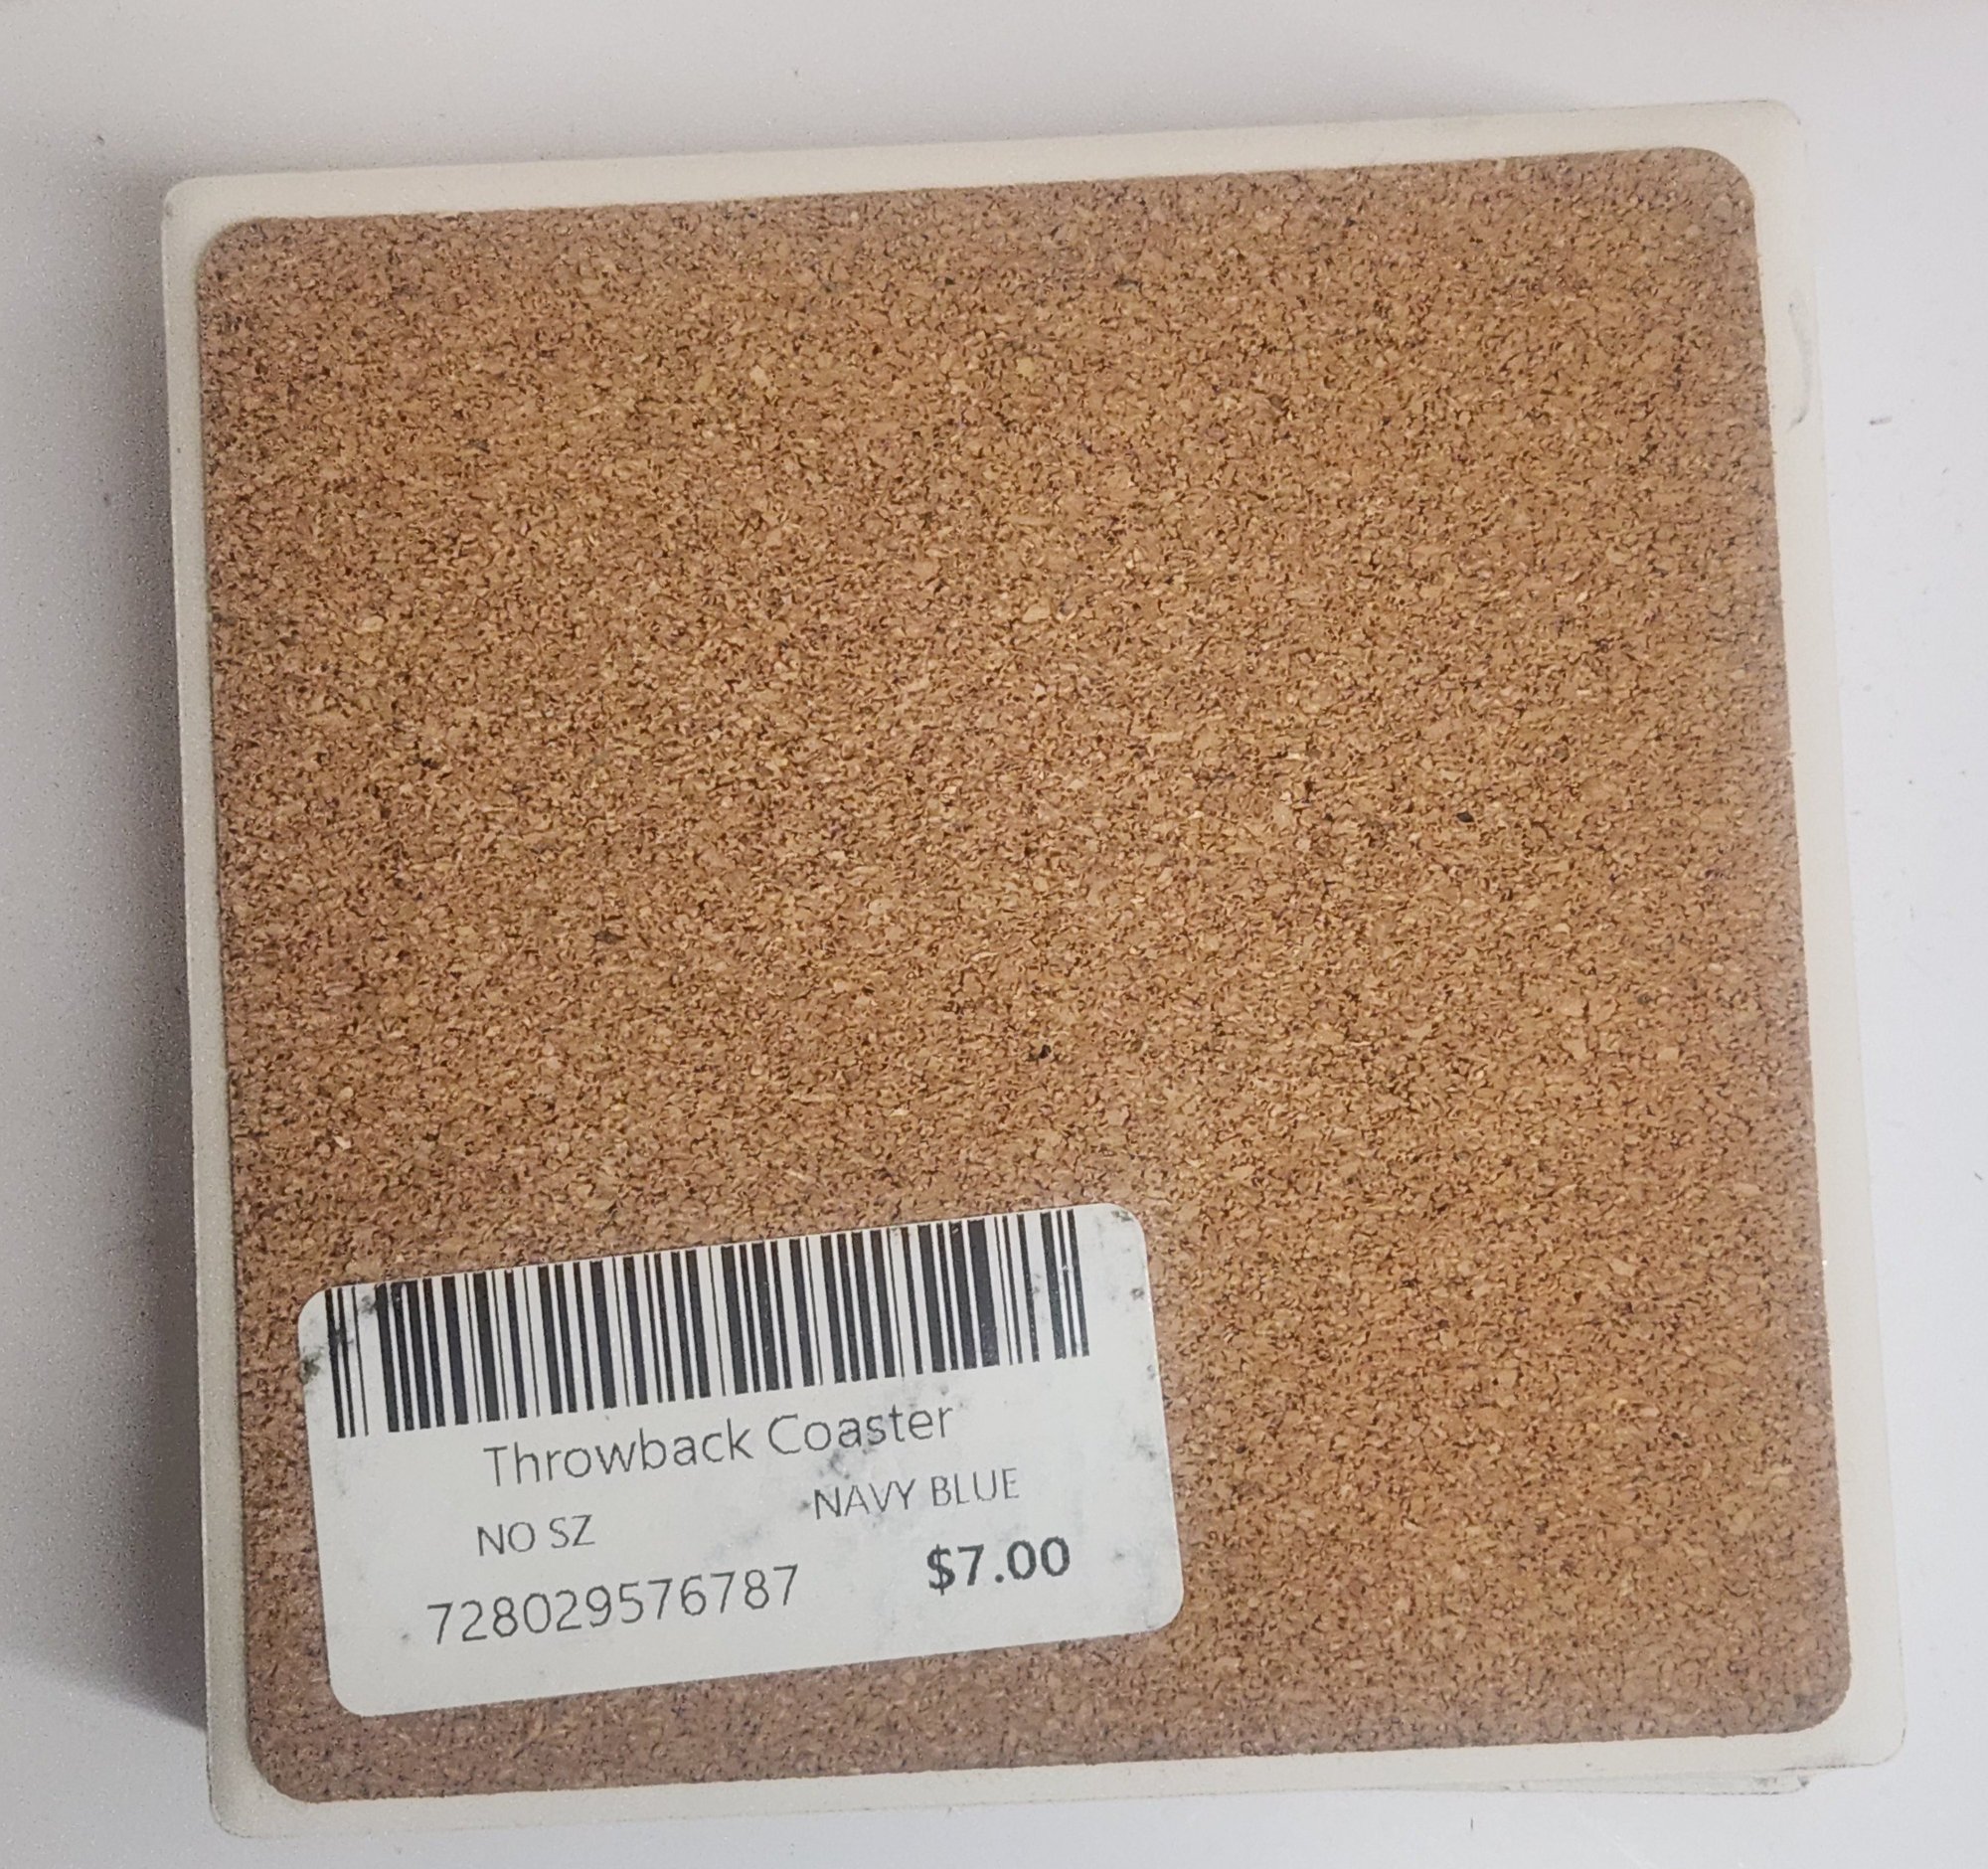 Throwback Coaster
NO SZ NAVY BLUE
728029576787 $7.00